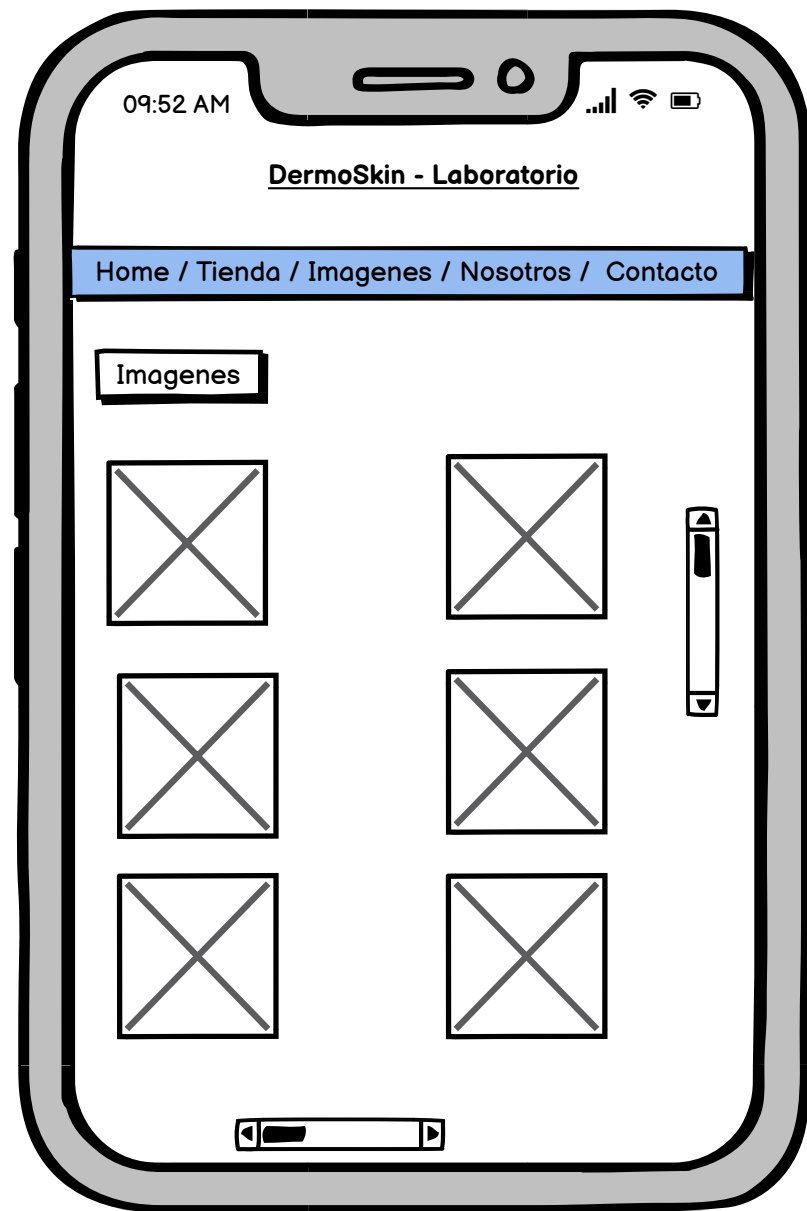 09:52 AM
DermoSkin - Laboratorio
Home / Tienda / Imagenes / Nosotros / Contacto
Imagenes